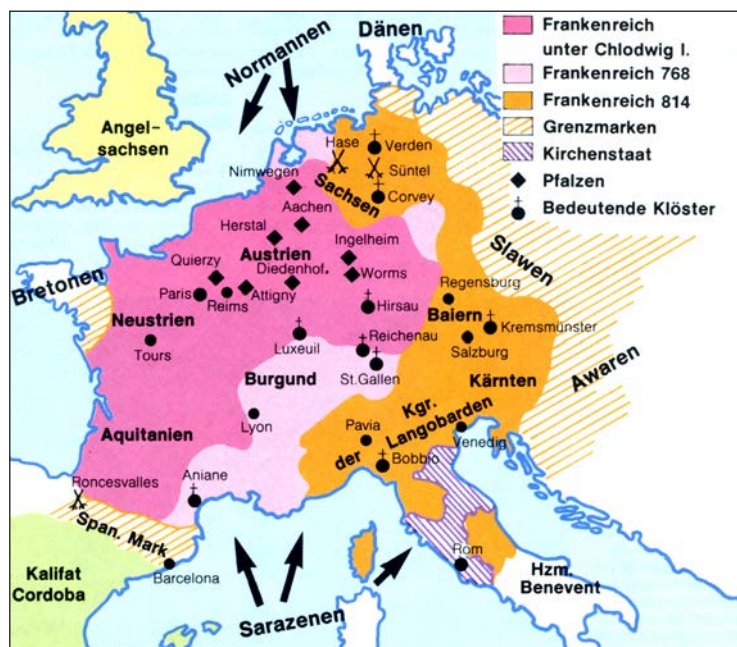 Normannen
Dänen
Angel-
sachsen
Frankenreich
unter Chlodwig I.
Frankenreich 768
Frankenreich 814
Grenzmarken
Kirchenstaat
Pfalzen
Bedeutende Klöster
Hase
Verden
Süntel
Sachsen
Corvey
Nimwegen
Aachen
Herstal
Austrien
Ingelheim
Slawen
Quierzy
Diedenhof.
Worms
Bretonen
Paris
Reims
Attigny
Hirsau
Regensburg
Neustrien
Baiern
Kremsmünster
Tours
Luxeuil
Reichenau
Salzburg
Burgund
St.Gallen
Kärnten
Awaren
Aquitanien
Lyon
Pavia
Kgr.
der Langobarden
Venedig
Bobbio
Roncesvalles
Aniane
Span. Mark
Kalifat
Cordoba
Barcelona
Rom
Hzm.
Benevent
Sarazenen